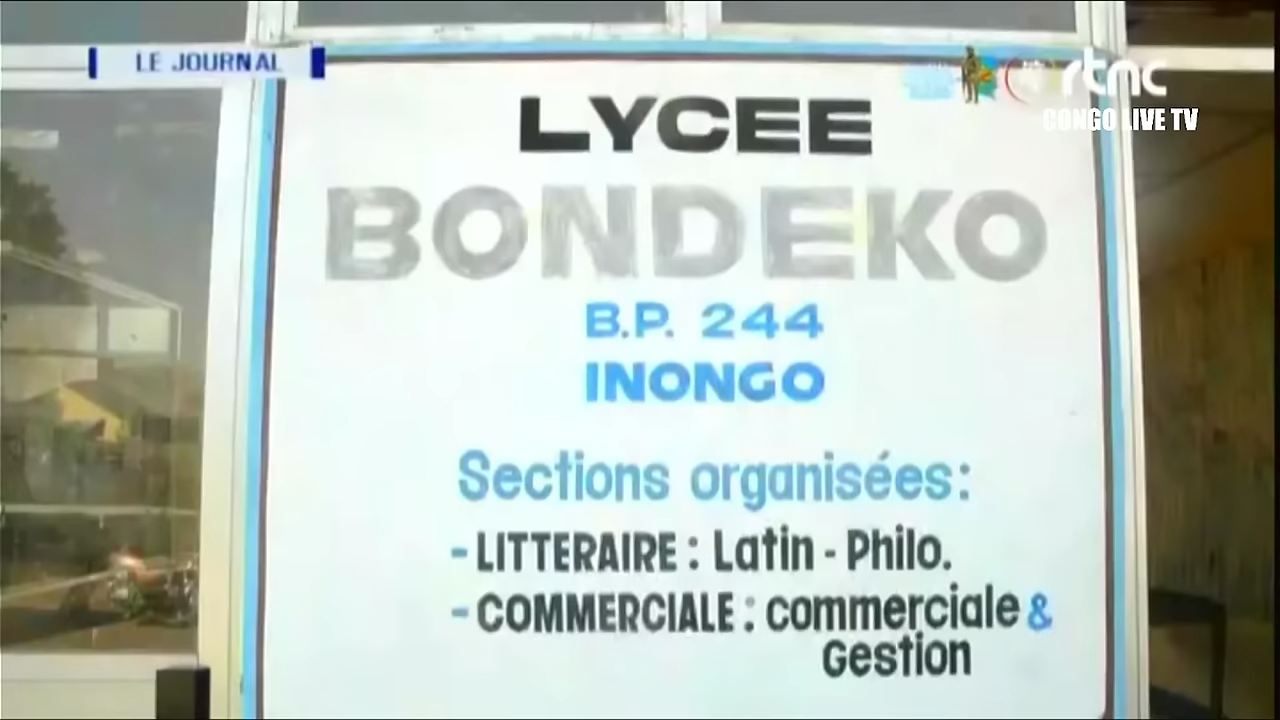 LE JOURNAL
rtnc
CONGO LIVE TV
LYCEE
BONDEKO
B.P. 244
INONGO
Sections organisées:
- LITTERAIRE : Latin - Philo.
- COMMERCIALE : commerciale &
Gestion